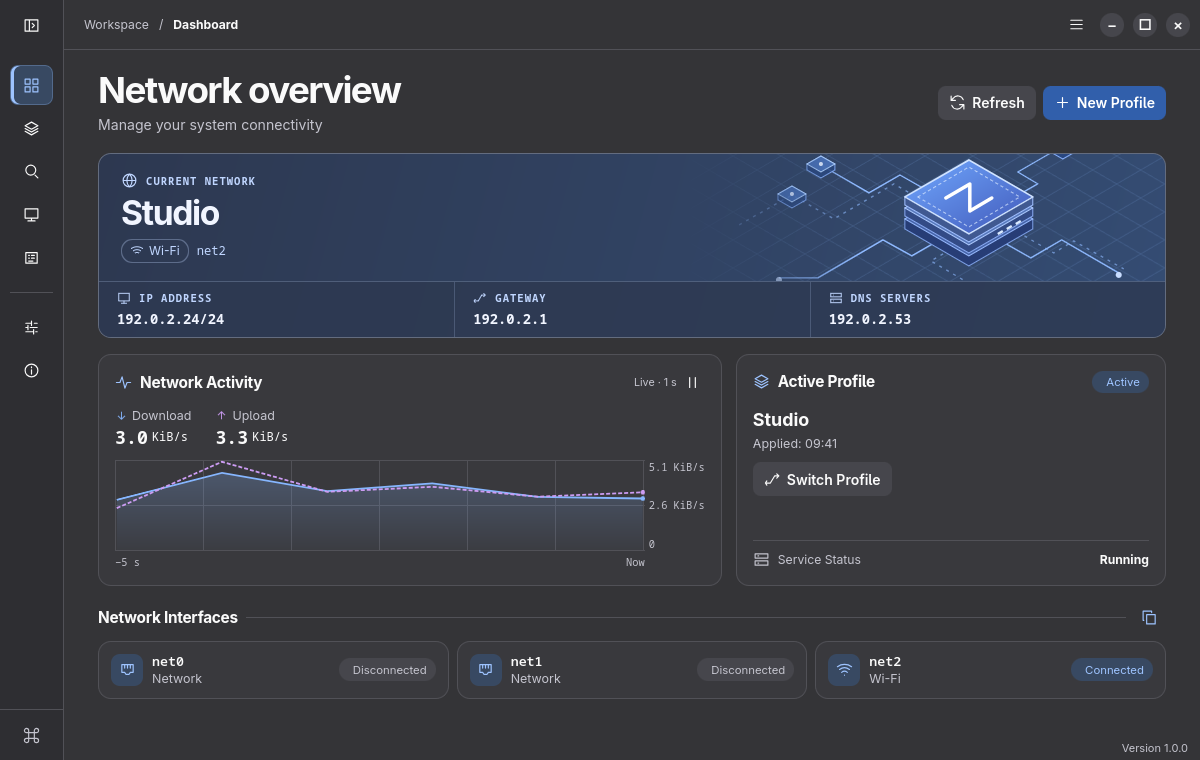 Workspace / Dashboard
Network overview
Manage your system connectivity
Refresh
New Profile
CURRENT NETWORK
Studio
Wi-Fi net2
IP ADDRESS
192.0.2.24/24
GATEWAY
192.0.2.1
DNS SERVERS
192.0.2.53
Network Activity
Live · 1 s
Download
3.0 KiB/s
Upload
3.3 KiB/s
5.1 KiB/s
2.6 KiB/s
0
−5 s
Now
Active Profile
Active
Studio
Applied: 09:41
Switch Profile
Service Status
Running
Network Interfaces
net0
Network
Disconnected
net1
Network
Disconnected
net2
Wi-Fi
Connected
Version 1.0.0